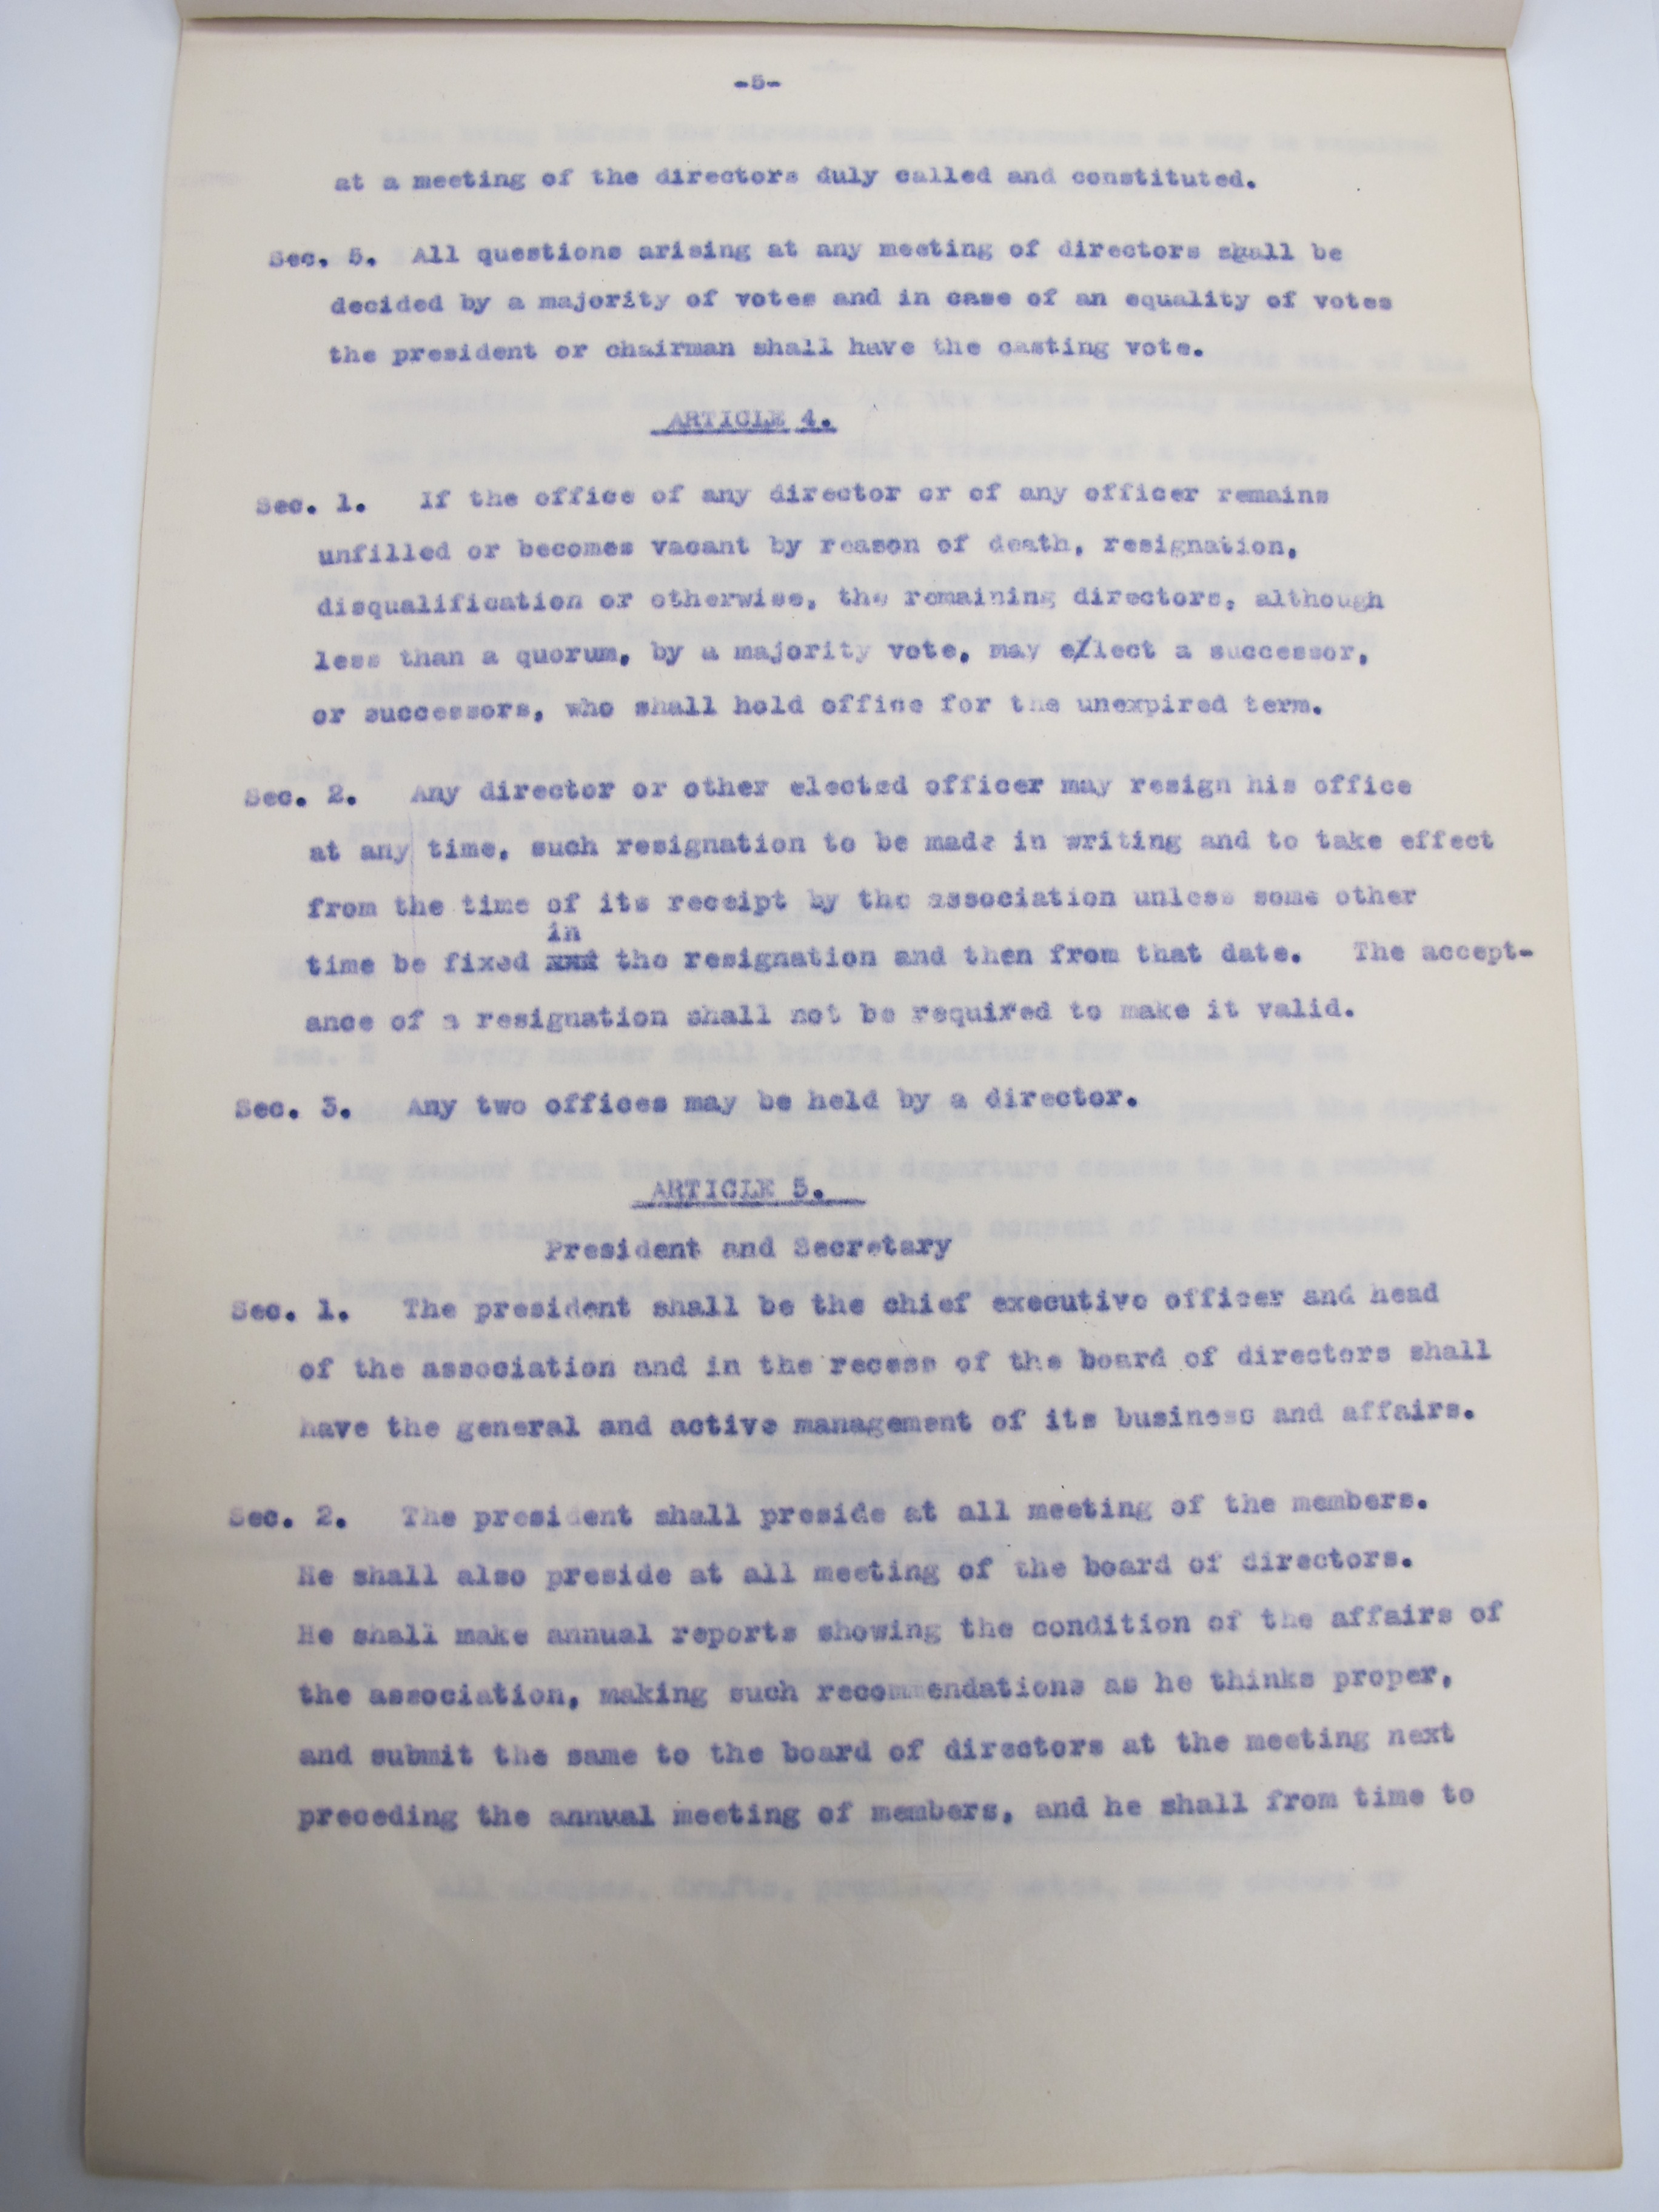 -5-
at a meeting of the directors duly called and constituted.
Sec. 5. All questions arising at any meeting of directors shall be
decided by a majority of votes and in case of an equality of votes
the president or chairman shall have the casting vote.
ARTICLE 4.
Sec. 1. If the office of any director or of any officer remains
unfilled or becomes vacant by reason of death, resignation,
disqualification or otherwise, the remaining directors, although
less than a quorum, by a majority vote, may elect a successor,
or successors, who shall hold office for the unexpired term.
Sec. 2. Any director or other elected officer may resign his office
at any time, such resignation to be made in writing and to take effect
from the time of its receipt by the association unless some other
in
time be fixed xxx the resignation and then from that date. The accept-
ance of a resignation shall not be required to make it valid.
Sec. 3. Any two offices may be held by a director.
ARTICLE 5.
President and Secretary
Sec. 1. The president shall be the chief executive officer and head
of the association and in the recess of the board of directors shall
have the general and active management of its business and affairs.
Sec. 2. The president shall preside at all meeting of the members.
He shall also preside at all meeting of the board of directors.
He shall make annual reports showing the condition of the affairs of
the association, making such recommendations as he thinks proper,
and submit the same to the board of directors at the meeting next
preceding the annual meeting of members, and he shall from time to